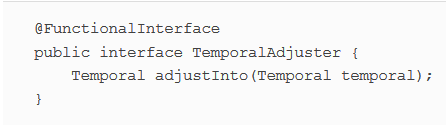 @FunctionalInterface
public interface TemporalAdjuster {
    Temporal adjustInto(Temporal temporal);
}